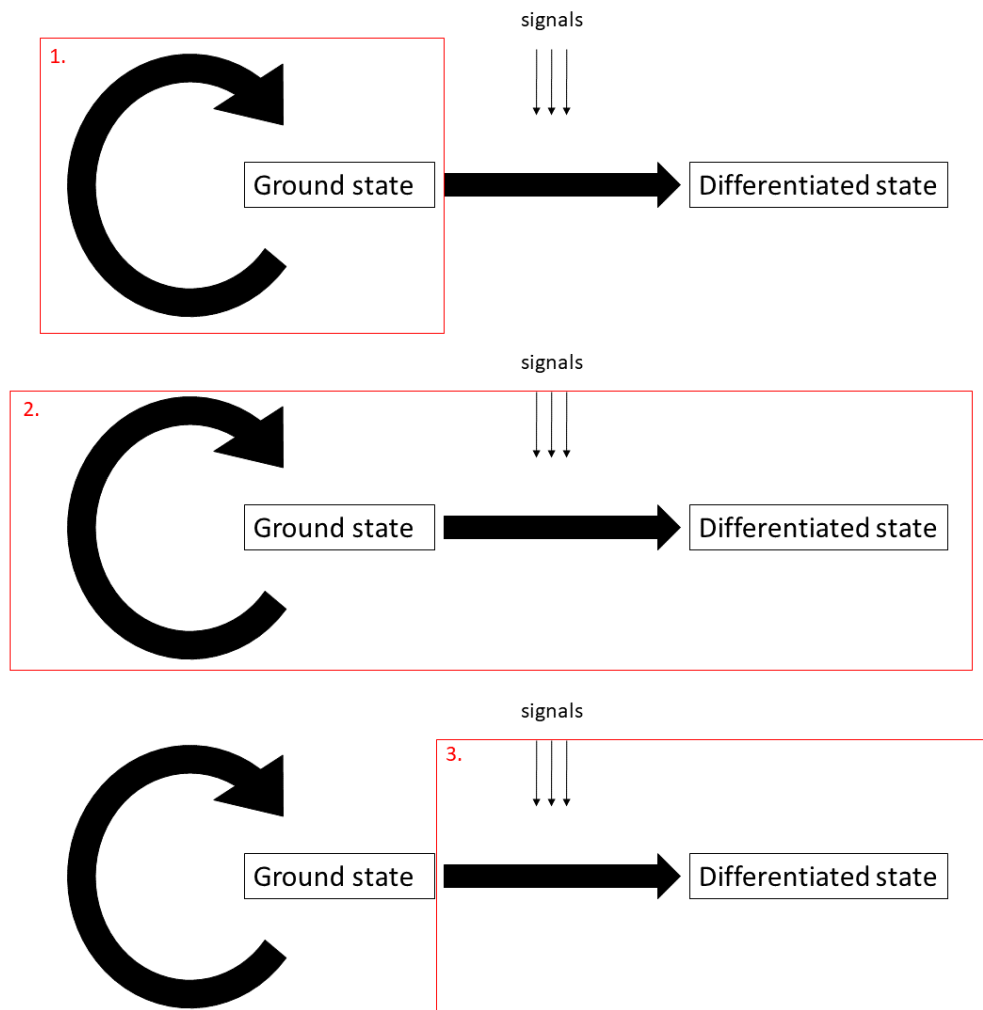 signals
1.
Ground state
Differentiated state
signals
2.
Ground state
Differentiated state
signals
3.
Ground state
Differentiated state